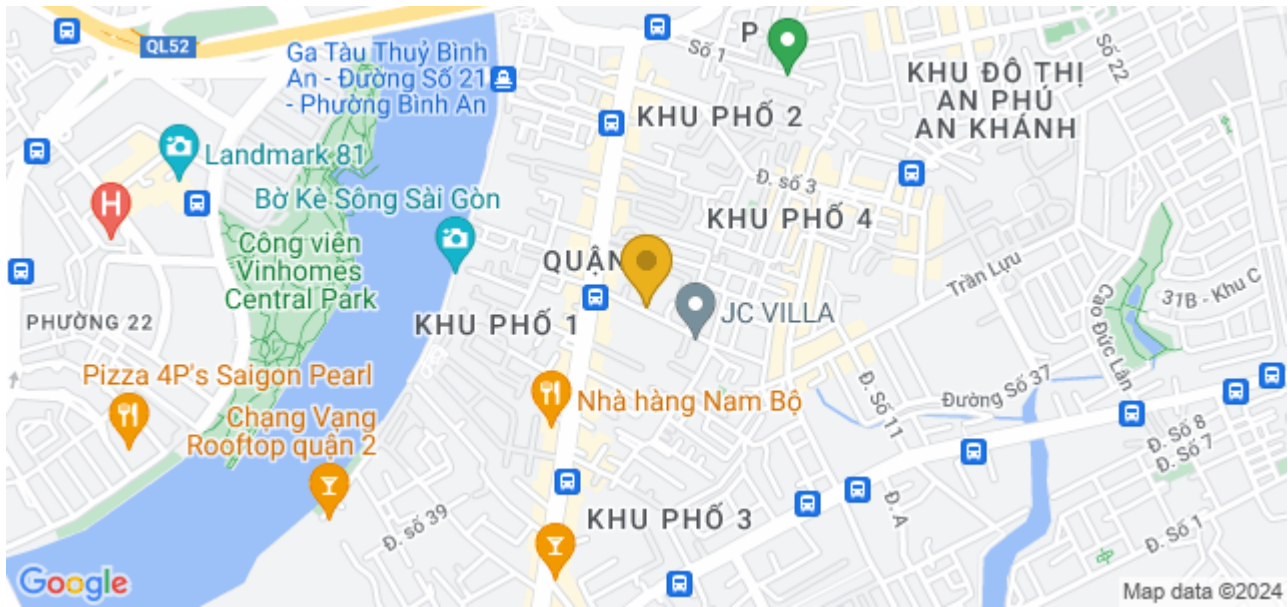 QL52
Ga Tàu Thuỷ Bình
An - Đường Số 21
- Phường Bình An
Số 1
P
KHU ĐÔ THỊ
AN PHÚ
AN KHÁNH
Số 22
KHU PHỐ 2
Landmark 81
Đ. số 3
Bờ Kè Sông Sài Gòn
H
KHU PHỐ 4
Công viên
Vinhomes
Central Park
QUẬN
Trần Lựu
31B - Khu C
Cao Đức Lân
PHƯỜNG 22
KHU PHỐ 1
JC VILLA
Pizza 4P's Saigon Pearl
Nhà hàng Nam Bộ
Đ. Số 11
Đường Số 37
Chạng Vạng
Rooftop quận 2
Đ. Số 8
Đ. Số 7
KHU PHỐ 3
Đ. số 39
Đ. A
Đ. Số 1
Google
Map data ©2024